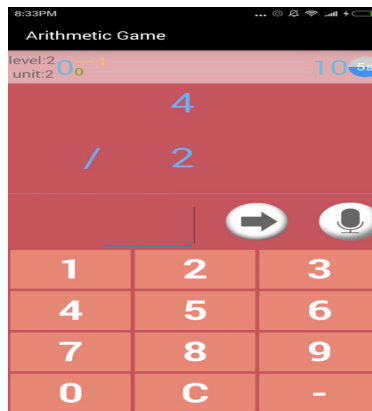 8:33PM
Arithmetic Game
level:2
unit:2
0 0 1 10 5s
4
/ 2
1 2 3
4 5 6
7 8 9
0 C -